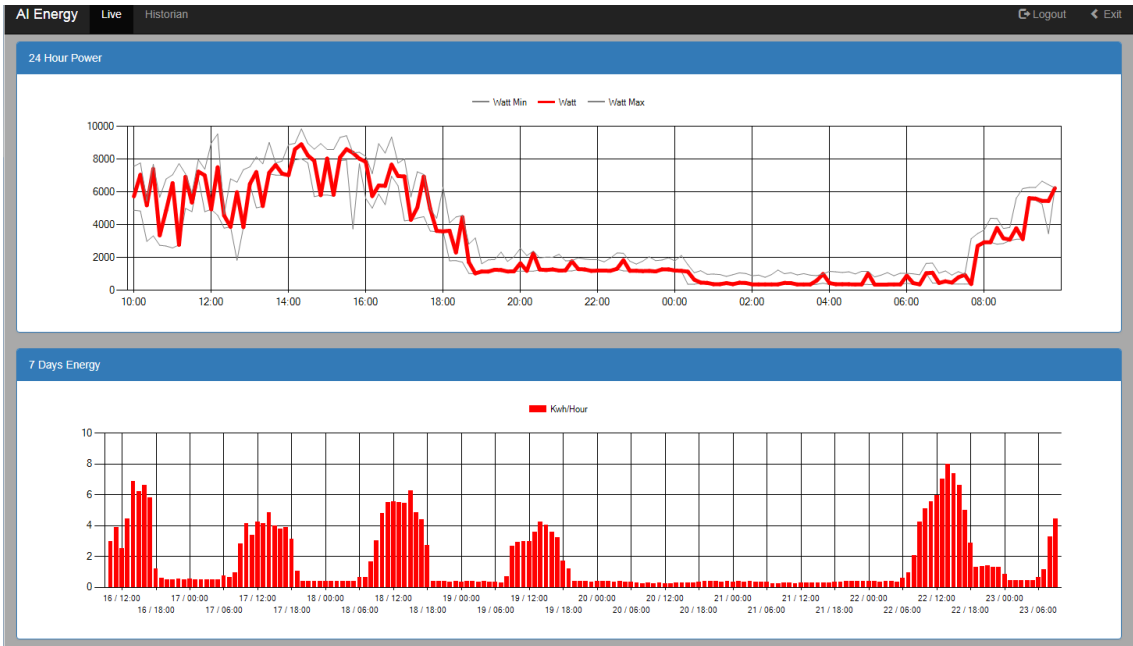 AI Energy Live Historian Logout Exit
24 Hour Power
Watt Min Watt Watt Max
10000
8000
6000
4000
2000
0
10:00 12:00 14:00 16:00 18:00 20:00 22:00 00:00 02:00 04:00 06:00 08:00
7 Days Energy
Kwh/Hour
10
8
6
4
2
0
16 / 12:00 17 / 00:00 17 / 12:00 18 / 00:00 18 / 12:00 19 / 00:00 19 / 12:00 20 / 00:00 20 / 12:00 21 / 00:00 21 / 12:00 22 / 00:00 22 / 12:00 23 / 00:00
16 / 18:00 17 / 06:00 17 / 18:00 18 / 06:00 18 / 18:00 19 / 06:00 19 / 18:00 20 / 06:00 20 / 18:00 21 / 06:00 21 / 18:00 22 / 06:00 22 / 18:00 23 / 06:00